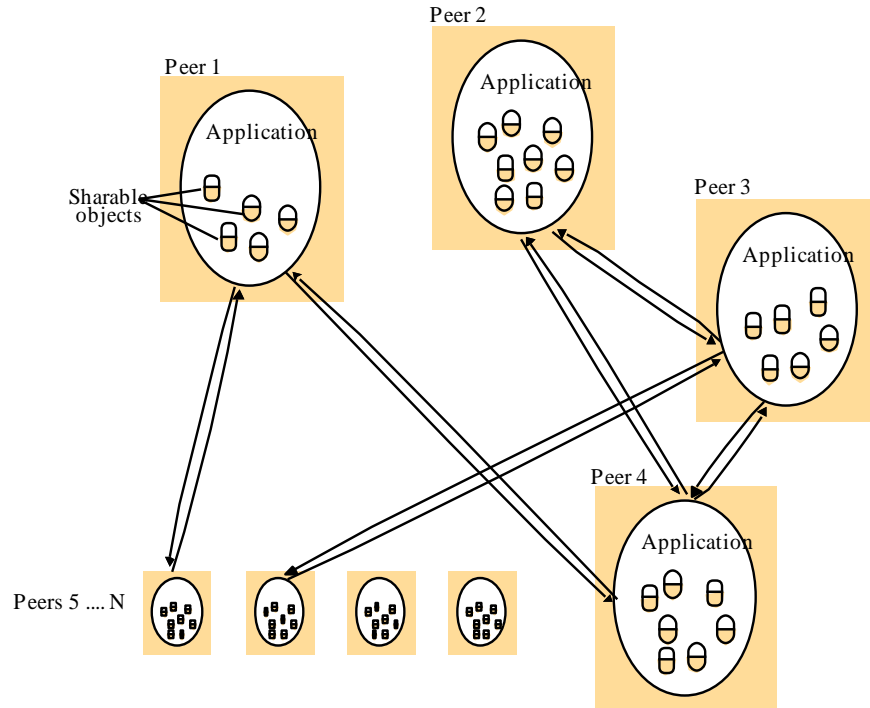 Peer 2
Peer 1
Application
Application
Peer 3
Sharable
objects
Application
Peer 4
Application
Peers 5 .... N